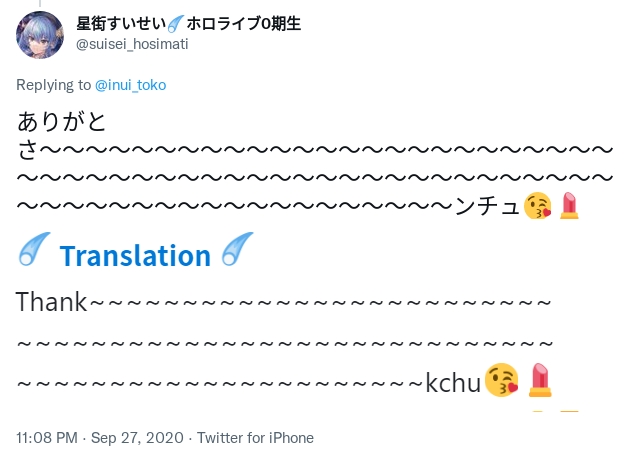 星街すいせい☄️ホロライブ0期生
@suisei_hosimati
Replying to @inui_toko
ありがと
さ〜〜〜〜〜〜〜〜〜〜〜〜〜〜〜〜〜〜〜〜〜〜〜〜〜
〜〜〜〜〜〜〜〜〜〜〜〜〜〜〜〜〜〜〜〜〜〜〜〜〜〜
〜〜〜〜〜〜〜〜〜〜〜〜〜〜〜〜〜〜〜ンチュ😘💄
☄️ Translation ☄️
Thank~~~~~~~~~~~~~~~~~~~~~~~~~
~~~~~~~~~~~~~~~~~~~~~~~~~~~~~
~~~~~~~~~~~~~~~~~~~~~~kchu😘💄
11:08 PM · Sep 27, 2020 · Twitter for iPhone